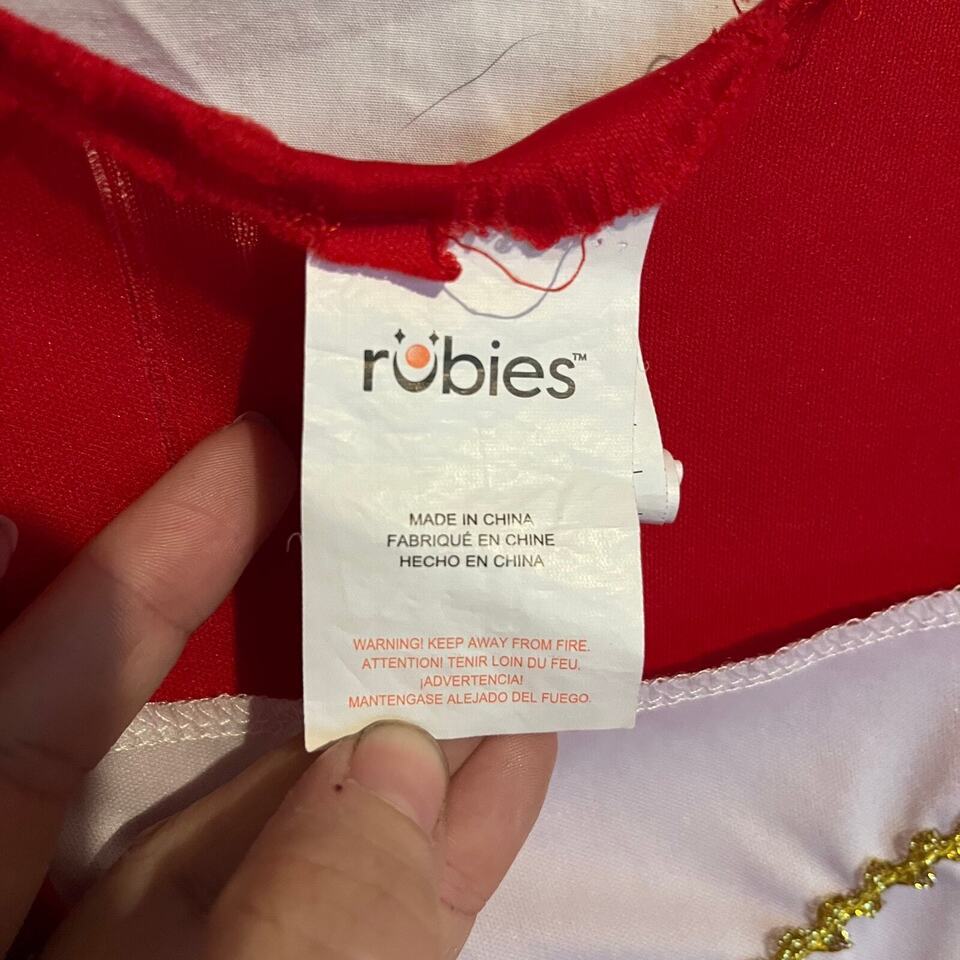 rubies™
MADE IN CHINA
FABRIQUÉ EN CHINE
HECHO EN CHINA
WARNING! KEEP AWAY FROM FIRE.
ATTENTION! TENIR LOIN DU FEU.
¡ADVERTENCIA!
MANTENGASE ALEJADO DEL FUEGO.